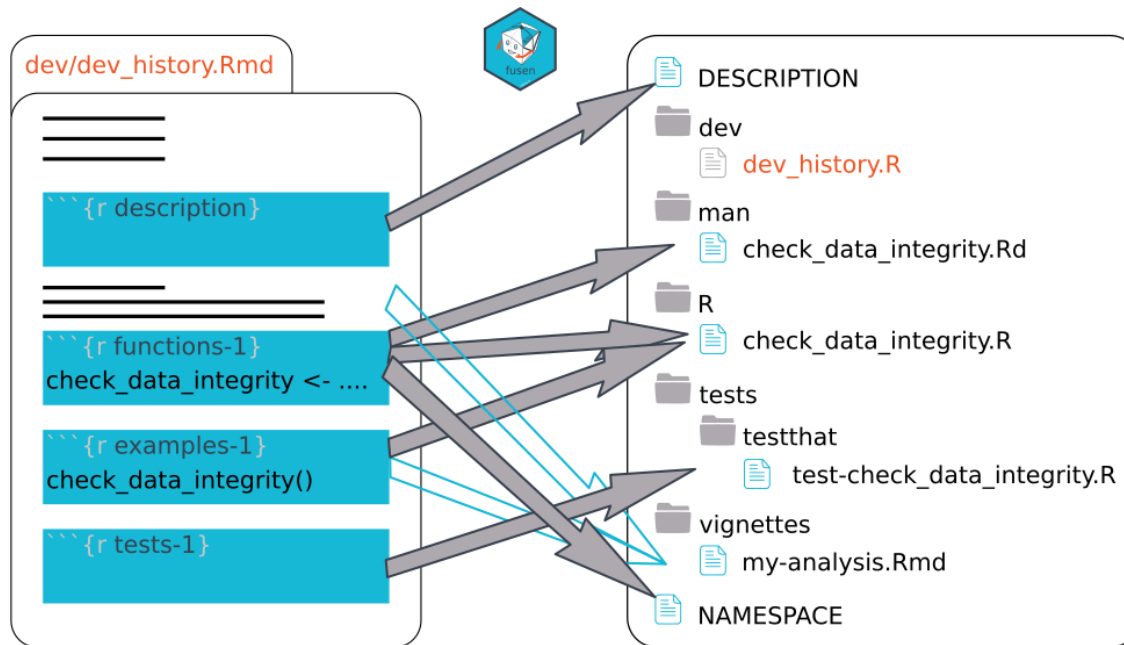 fusen
dev/dev_history.Rmd
```{r description}
```{r functions-1}
check_data_integrity <- ....
```{r examples-1}
check_data_integrity()
```{r tests-1}
DESCRIPTION
dev
dev_history.R
man
check_data_integrity.Rd
R
check_data_integrity.R
tests
testthat
test-check_data_integrity.R
vignettes
my-analysis.Rmd
NAMESPACE